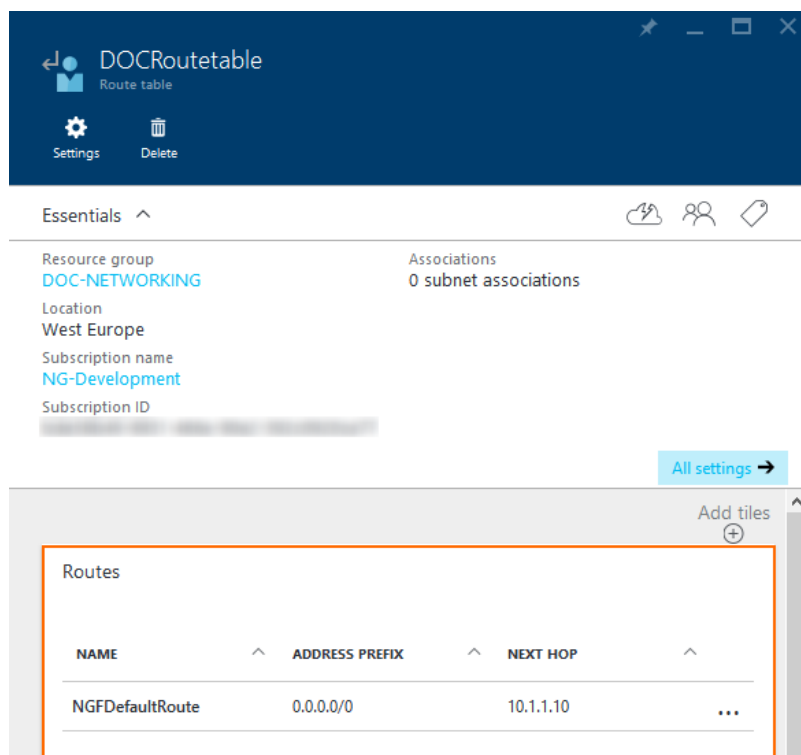 DOCRoutetable
Route table
Settings
Delete
Essentials
Resource group
DOC-NETWORKING
Associations
0 subnet associations
Location
West Europe
Subscription name
NG-Development
Subscription ID
All settings
Add tiles
Routes
NAME ADDRESS PREFIX NEXT HOP
NGFDefaultRoute 0.0.0.0/0 10.1.1.10 ...